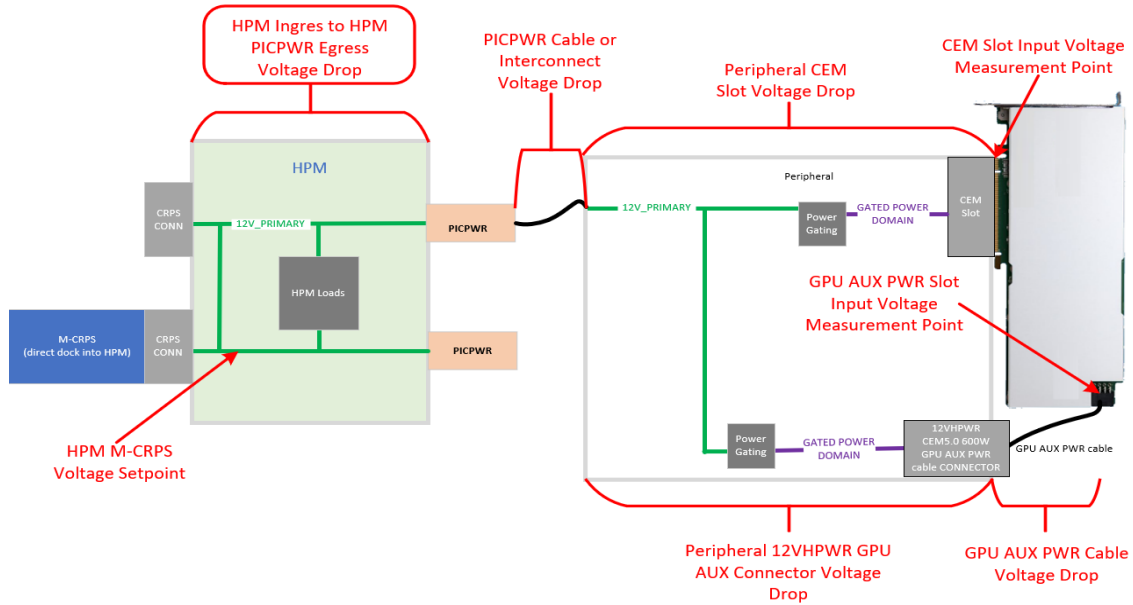 HPM Ingres to HPM
PICPWR Egress
Voltage Drop
PICPWR Cable or
Interconnect
Voltage Drop
Peripheral CEM
Slot Voltage Drop
CEM Slot Input Voltage
Measurement Point
HPM
Peripheral
CRPS
CONN
12V_PRIMARY
PICPWR
12V_PRIMARY
Power
Gating
GATED POWER
DOMAIN
CEM
Slot
HPM Loads
GPU AUX PWR Slot
Input Voltage
Measurement Point
M-CRPS
(direct dock into HPM)
CRPS
CONN
PICPWR
HPM M-CRPS
Voltage Setpoint
Power
Gating
GATED POWER
DOMAIN
12VHPWR
CEM5.0 600W
GPU AUX PWR
cable CONNECTOR
GPU AUX PWR cable
Peripheral 12VHPWR GPU
AUX Connector Voltage
Drop
GPU AUX PWR Cable
Voltage Drop